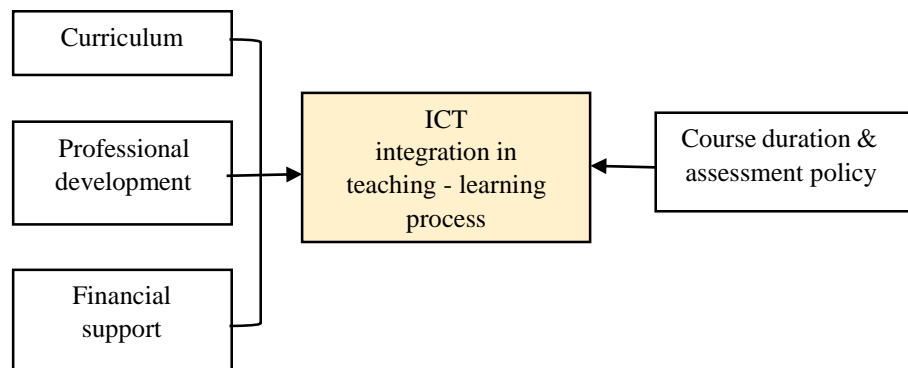 Curriculum
Professional
development
Financial
support
ICT
integration in
teaching - learning
process
Course duration &
assessment policy